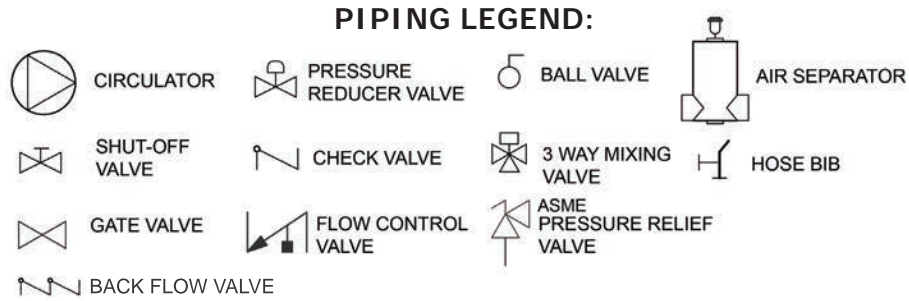 PIPING LEGEND:
CIRCULATOR
PRESSURE
REDUCER VALVE
BALL VALVE
AIR SEPARATOR
SHUT-OFF
VALVE
CHECK VALVE
3 WAY MIXING
VALVE
HOSE BIB
GATE VALVE
FLOW CONTROL
VALVE
ASME
PRESSURE RELIEF
VALVE
BACK FLOW VALVE